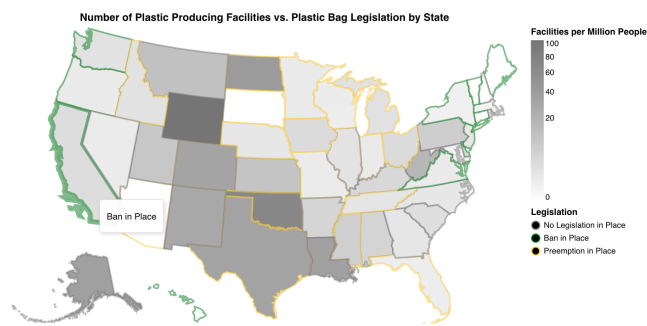 Number of Plastic Producing Facilities vs. Plastic Bag Legislation by State
Facilities per Million People
100
80
60
40
20
0
Ban in Place
Legislation
No Legislation in Place
Ban in Place
Preemption in Place